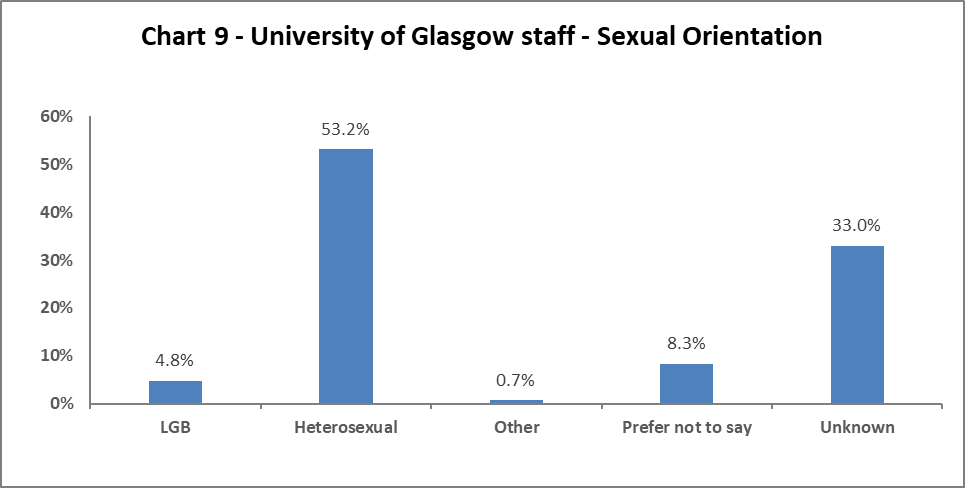 Chart 9 - University of Glasgow staff - Sexual Orientation
60%
50%
40%
30%
20%
10%
0%
4.8%
53.2%
0.7%
8.3%
33.0%
LGB
Heterosexual
Other
Prefer not to say
Unknown